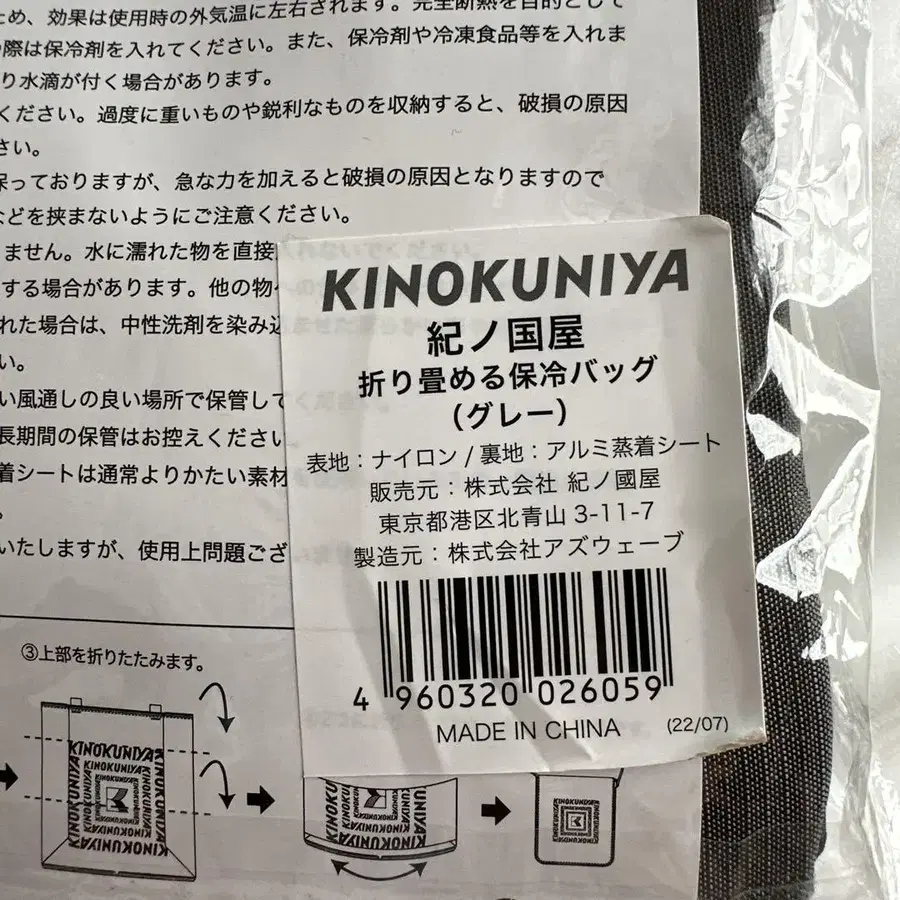 ため、効果は使用時の外気温に左右されます。完全断熱を目的として
際は保冷剤を入れてください。また、保冷剤や冷凍食品等を入れま
り水滴が付く場合があります。
ください。過度に重いものや鋭利なものを収納すると、破損の原因
さい。
保っておりますが、急な力を加えると破損の原因となりますので
などを挟まないようにご注意ください。
ません。水に濡れた物を直接
する場合があります。他の物へ
れた場合は、中性洗剤を染み込
い。
い風通しの良い場所で保管して
長期間の保管はお控えください
着シートは通常よりかたい素材
。
いたしますが、使用上問題ござ
KINOKUNIYA
紀ノ国屋
折り畳める保冷バッグ
（グレー）
表地：ナイロン / 裏地：アルミ蒸着シート
販売元：株式会社 紀ノ國屋
東京都港区北青山 3-11-7
製造元：株式会社アズウェーブ
4 960320 026059
MADE IN CHINA (22/07)
③上部を折りたたみます。
KINOKUNIYA
KINOKUNIYA
KINOKUNIYA
KINOKUNIYA